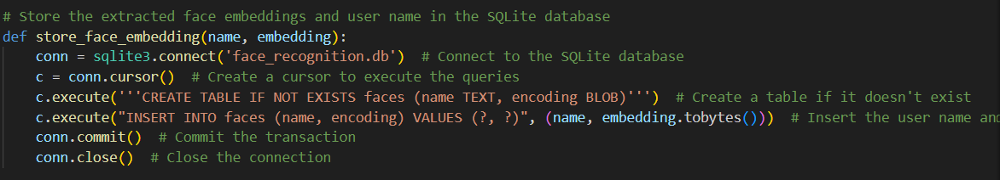 # Store the extracted face embeddings and user name in the SQLite database
def store_face_embedding(name, embedding):
    conn = sqlite3.connect('face_recognition.db')  # Connect to the SQLite database
    c = conn.cursor()  # Create a cursor to execute the queries
    c.execute('''CREATE TABLE IF NOT EXISTS faces (name TEXT, encoding BLOB)''')  # Create a table if it doesn't exist
    c.execute("INSERT INTO faces (name, encoding) VALUES (?, ?)", (name, embedding.tobytes()))  # Insert the user name and
    conn.commit()  # Commit the transaction
    conn.close()  # Close the connection